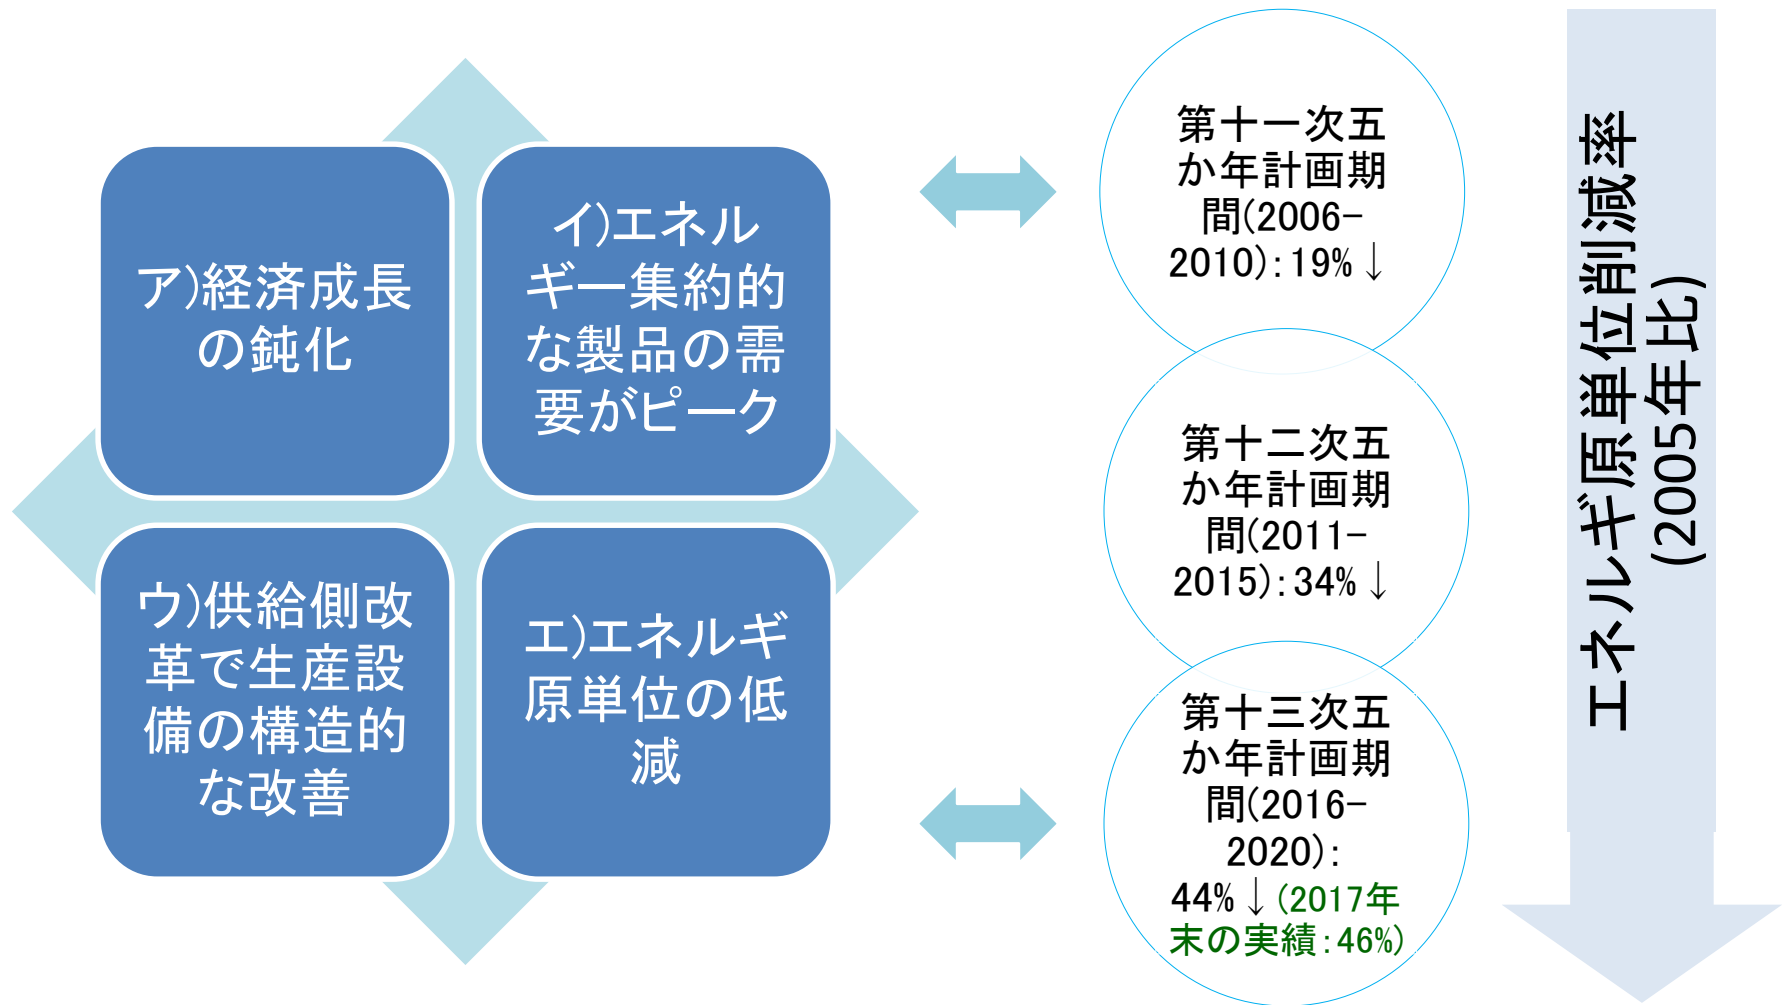 ア)経済成長
の鈍化
イ)エネル
ギー集約的
な製品の需
要がピーク
ウ)供給側改
革で生産設
備の構造的
な改善
エ)エネルギ
原単位の低
減
第十一次五
か年計画期
間(2006-
2010):19%↓
第十二次五
か年計画期
間(2011-
2015):34%↓
第十三次五
か年計画期
間(2016-
2020):
44%↓(2017年
末の実績:46%)
エネルギ原単位削減率
(2005年比)